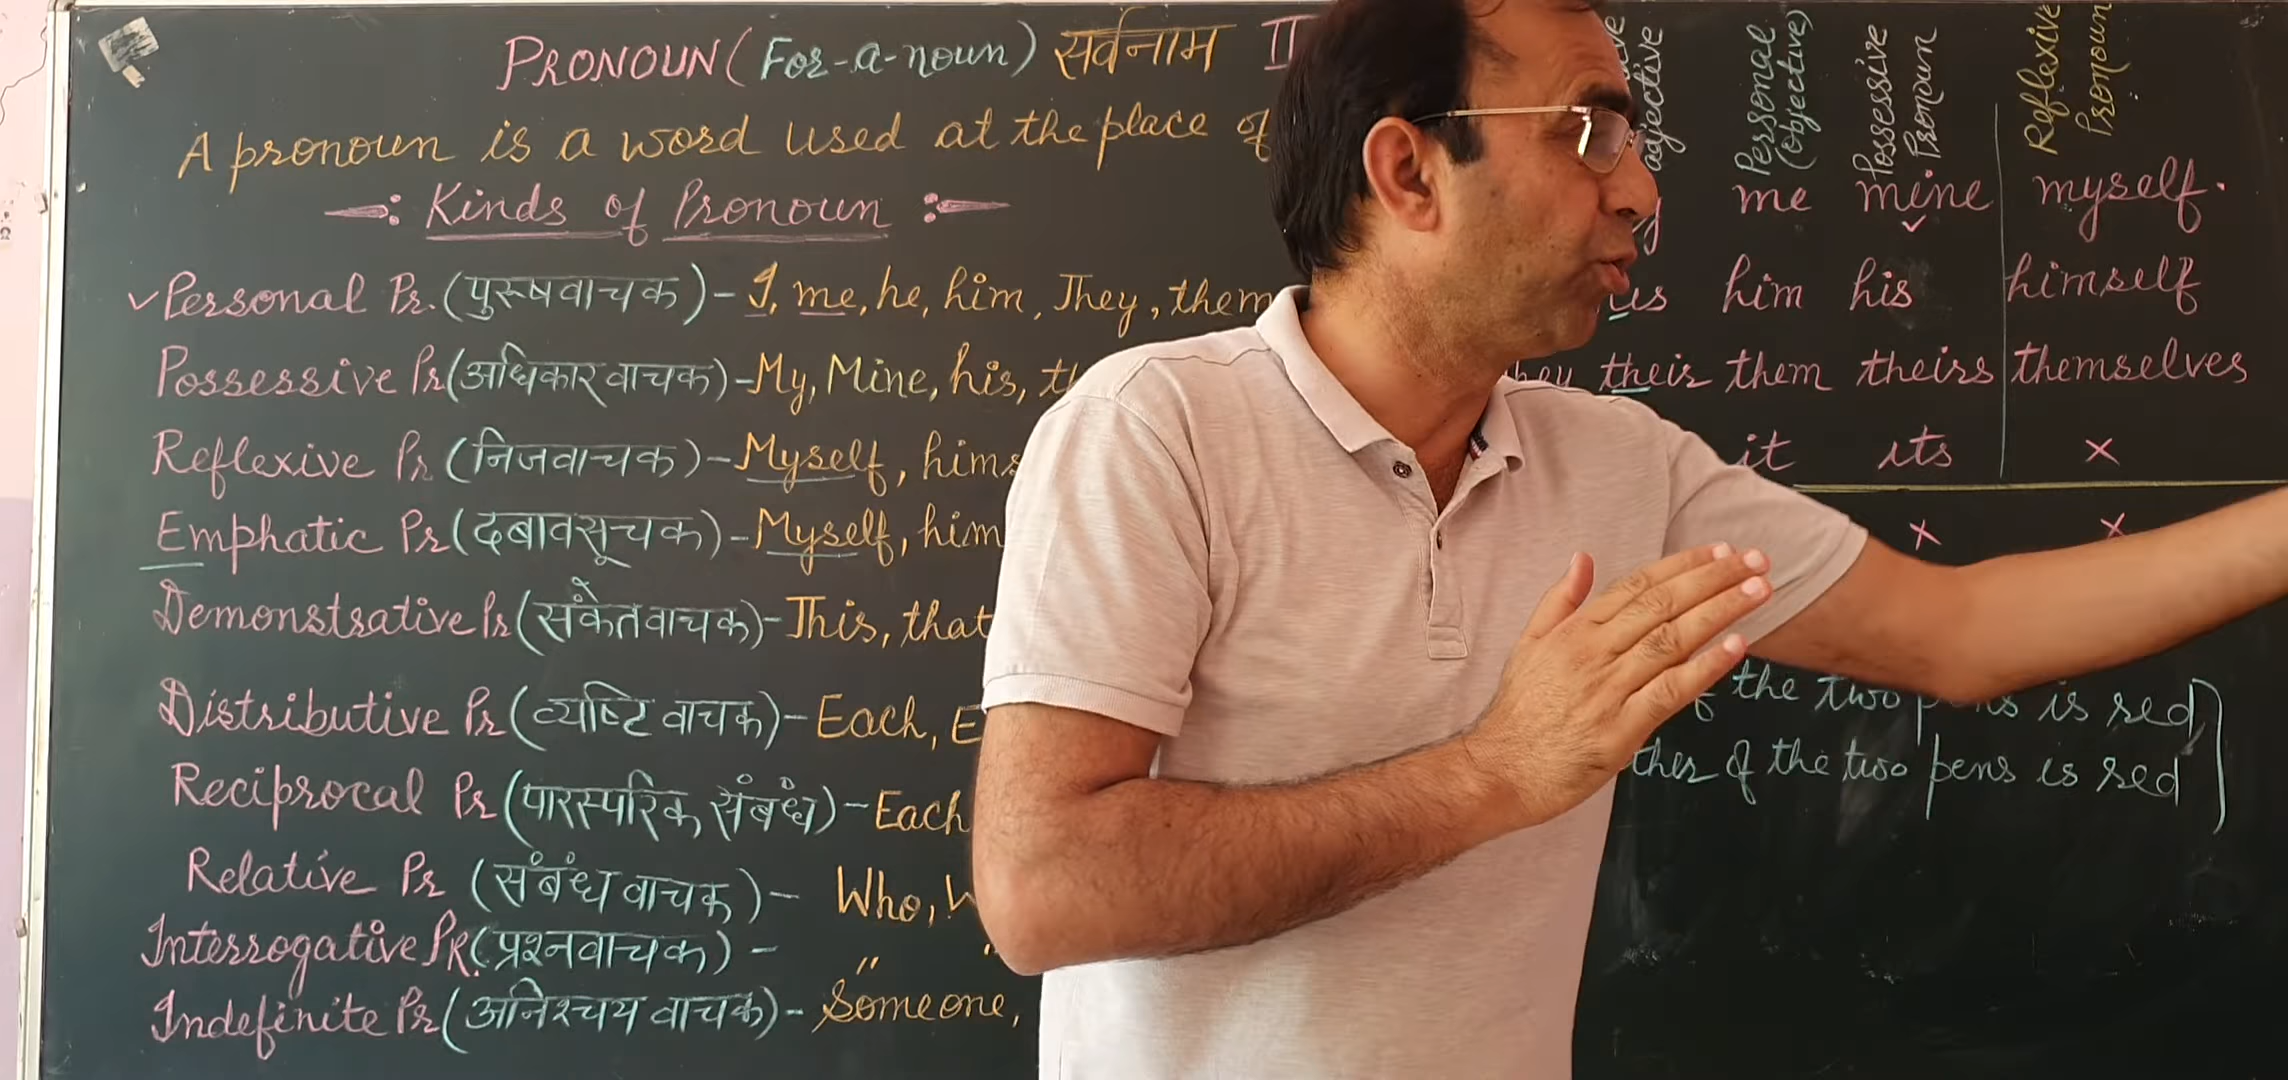 PRONOUN (For-a-noun) सर्वनाम II
A pronoun is a word used at the place of
Kinds of Pronoun
Personal Pr. (पुरुषवाचक) - I, me, he, him, They, them
Possessive Pr (अधिकारवाचक) - My, Mine, his,
Reflexive Pr (निजवाचक) - Myself,
Emphatic Pr (दबावसूचक) - Myself,
Demonstrative Pr (संकेतवाचक) - This, that
Distributive Pr (व्यष्टि वाचक) - Each,
Reciprocal Pr (पारस्परिक संबंध) - Each
Relative Pr (संबंध वाचक) - Who,
Interrogative PR. (प्रश्नवाचक) - " "
Indefinite Pr (अनिश्चय वाचक) - Someone,
adjective
Personal (objective)
Possessive Pronoun
Reflexive Pronoun
me mine myself.
us him his himself
their them theirs themselves
it its ×
× ×
the two is red
of the two pens is red